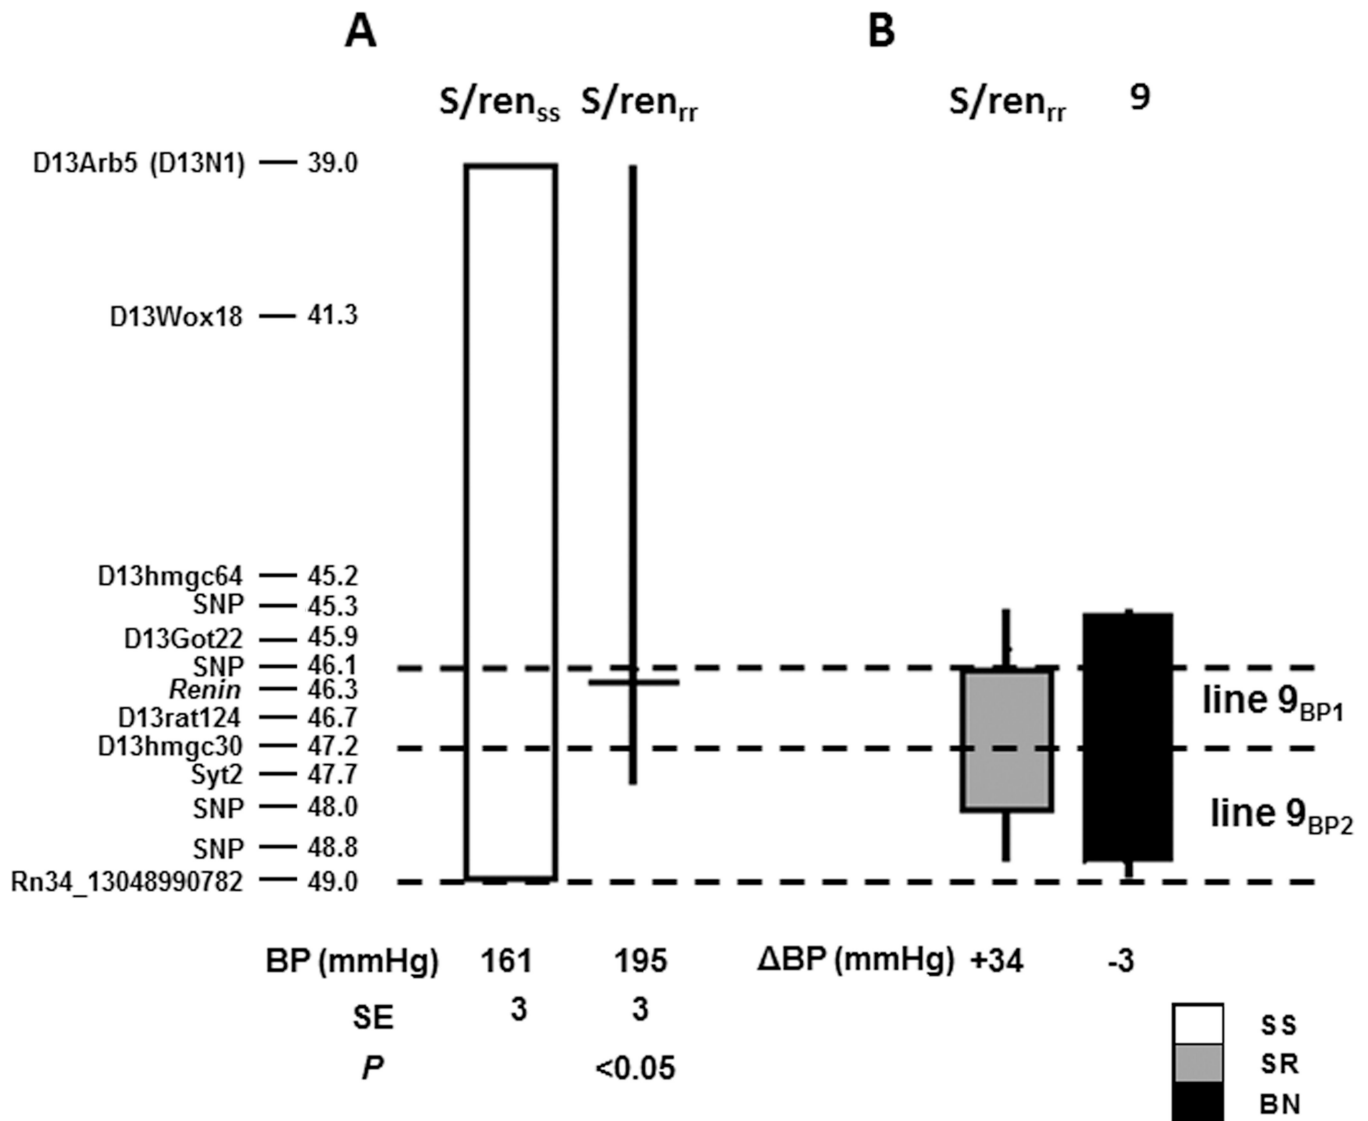 A B
S/renss S/renrr S/renrr 9
D13Arb5 (D13N1) 39.0
D13Wox18 41.3
D13hmgc64 45.2
SNP 45.3
D13Got22 45.9
SNP 46.1
Renin 46.3
line 9BP1
D13rat124 46.7
D13hmgc30 47.2
Syt2 47.7
SNP 48.0
line 9BP2
SNP 48.8
Rn34_13048990782 49.0
BP (mmHg) 161 195 ΔBP (mmHg) +34 -3
SE 3 3
P <0.05
SS
SR
BN